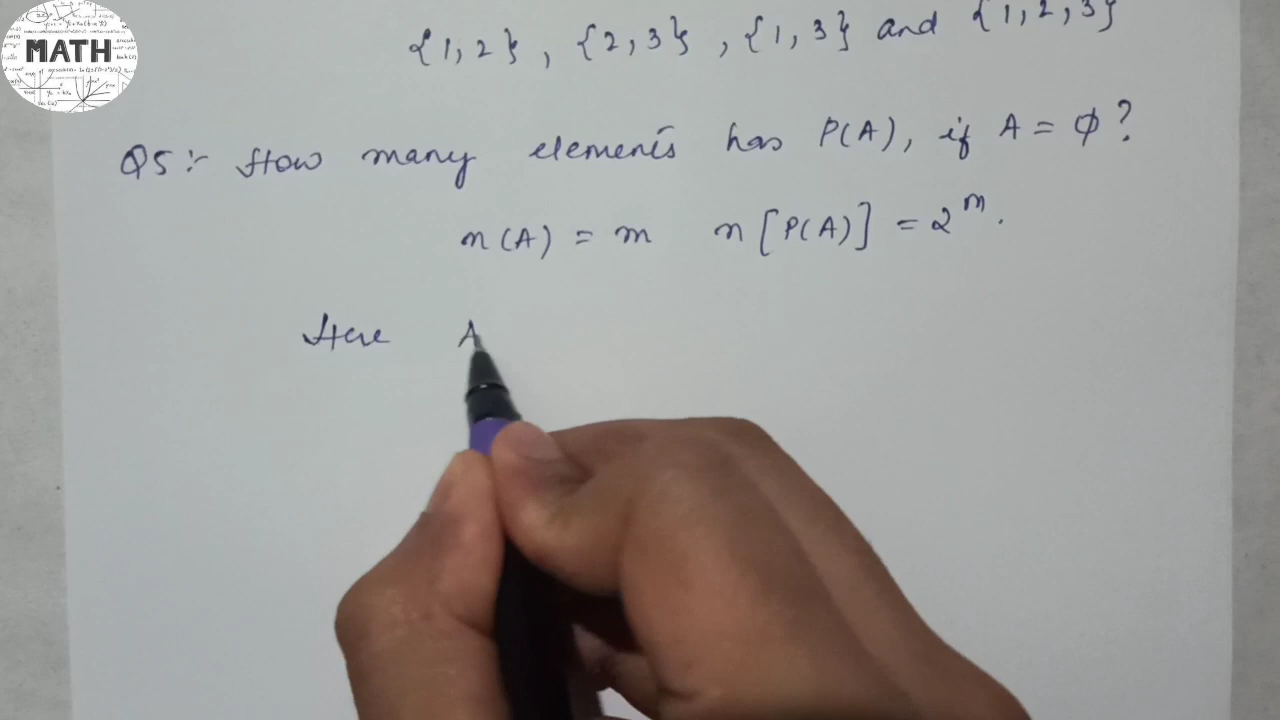 MATH
{1,2}, {2,3}, {1,3} and {1,2,3}
Q5:- How many elements has P(A), if A = ϕ?
n(A) = m n[P(A)] = 2^m.
Here A